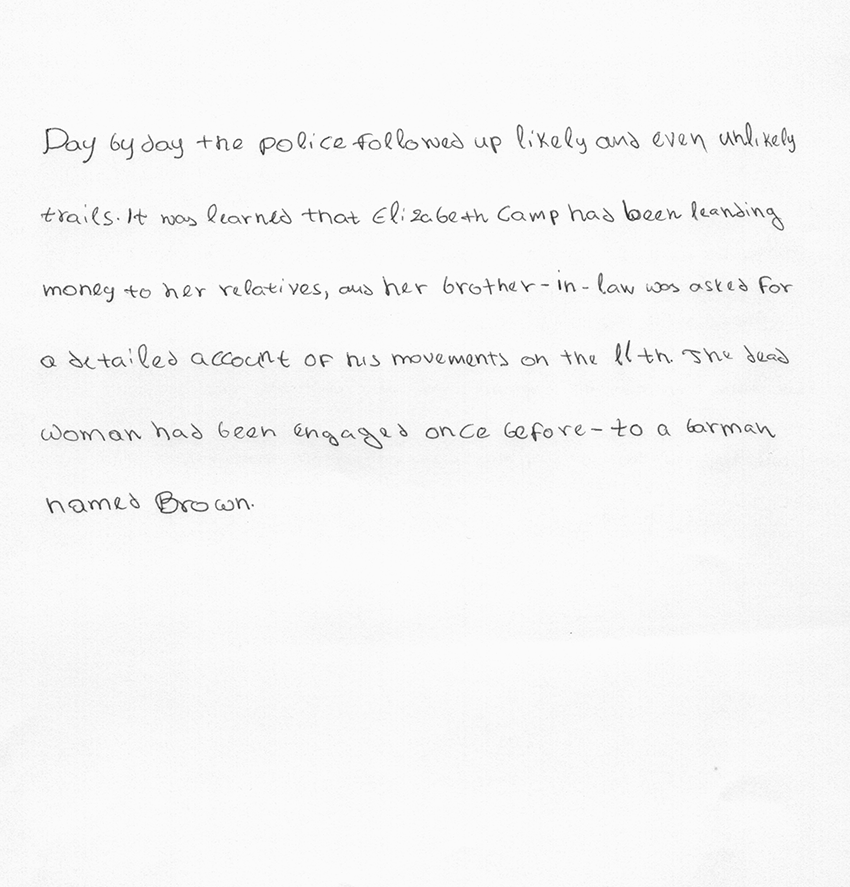 Day by day the police followed up likely and even unlikely
trails. It was learned that Elizabeth Camp had been leanding
money to her relatives, and her brother-in-law was asked for
a detailed account of his movements on the 11th. The dead
woman had been engaged once before - to a barman
named Brown.